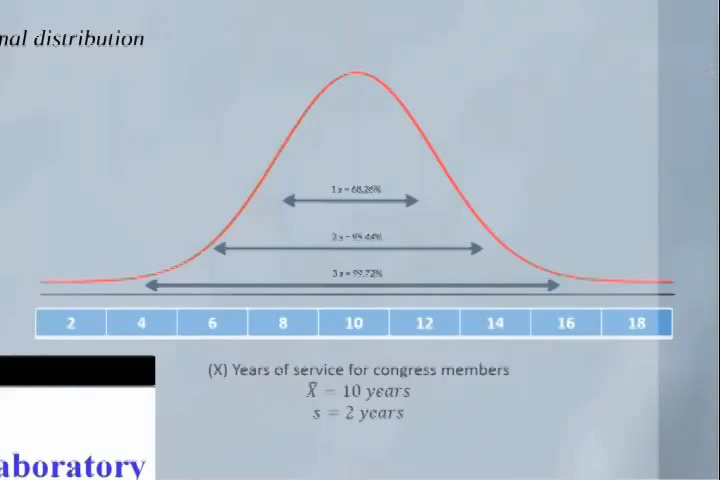 nal distribution
1 s = 68.26%
2 s = 95.44%
3 s = 99.72%
2 4 6 8 10 12 14 16 18
(X) Years of service for congress members
X̄ = 10 years
s = 2 years
aboratory